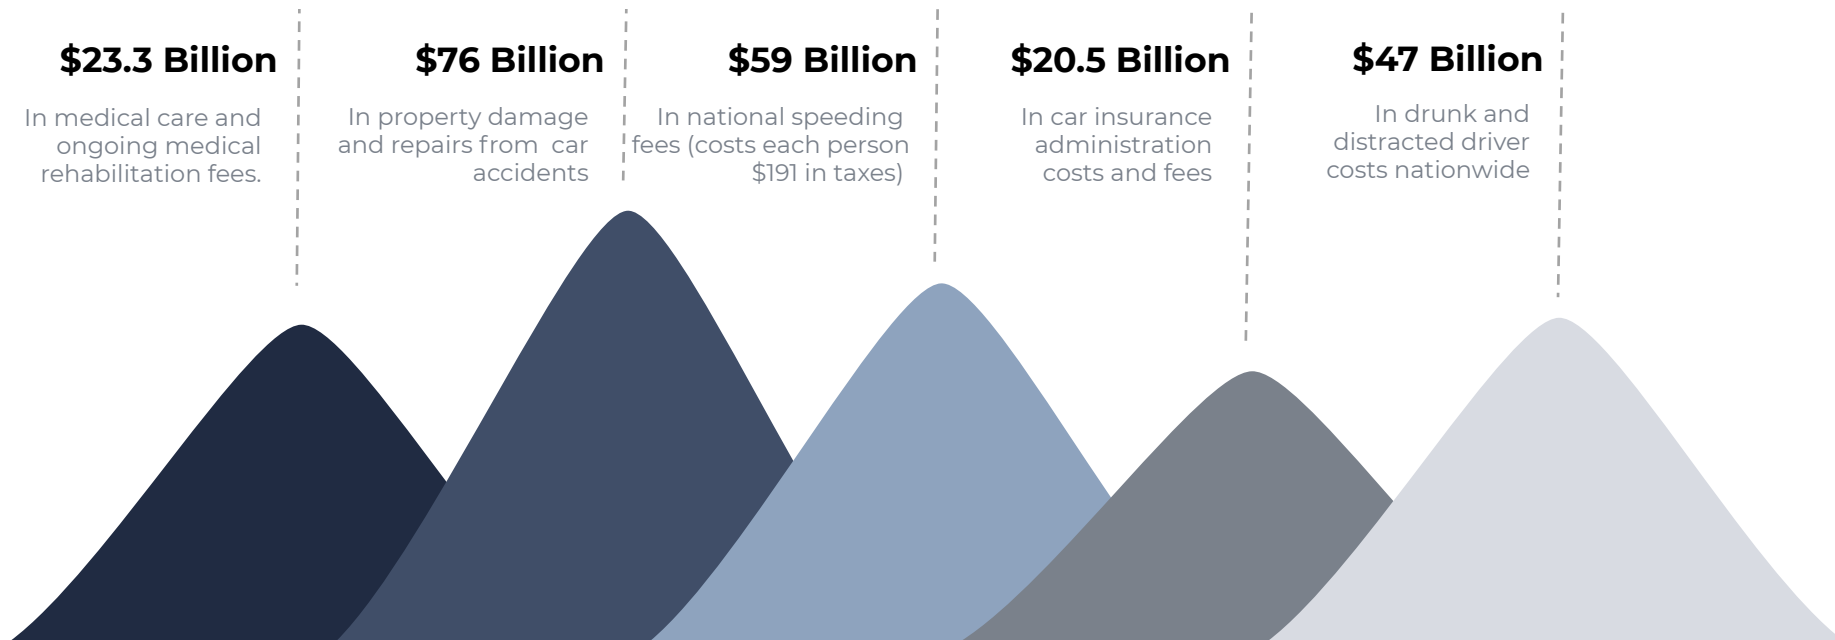 $23.3 Billion
In medical care and
ongoing medical
rehabilitation fees.
$76 Billion
In property damage
and repairs from  car
accidents
$59 Billion
In national speeding
fees (costs each person
$191 in taxes)
$20.5 Billion
In car insurance
administration
costs and fees
$47 Billion
In drunk and
distracted driver
costs nationwide